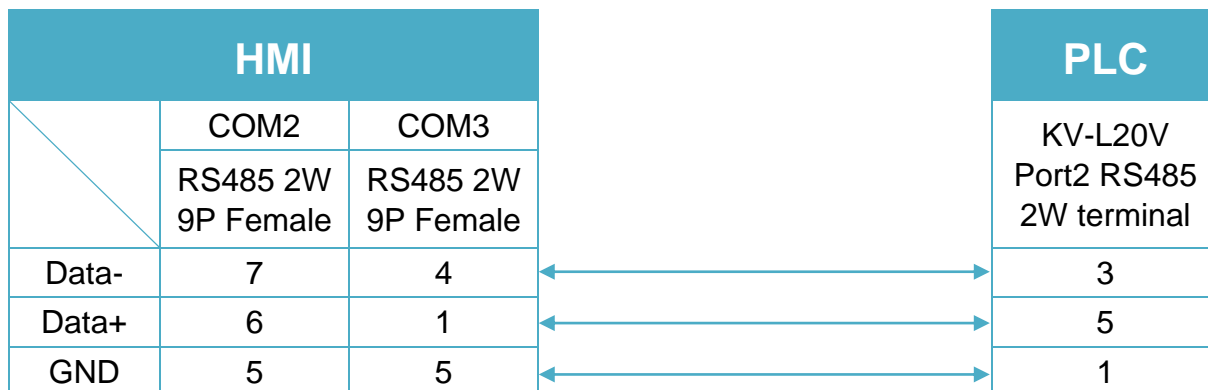 HMI PLC
COM2 COM3
RS485 2W RS485 2W
9P Female 9P Female
KV-L20V
Port2 RS485
2W terminal
Data- 7 4 3
Data+ 6 1 5
GND 5 5 1